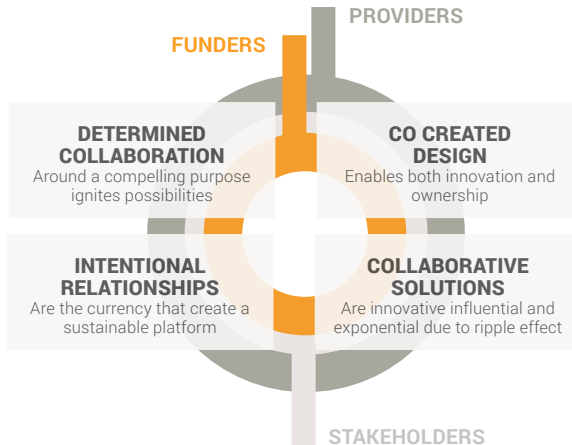 PROVIDERS
FUNDERS
DETERMINED
COLLABORATION
Around a compelling purpose
ignites possibilities
CO CREATED
DESIGN
Enables both innovation and
ownership
INTENTIONAL
RELATIONSHIPS
Are the currency that create a
sustainable platform
COLLABORATIVE
SOLUTIONS
Are innovative influential and
exponential due to ripple effect
STAKEHOLDERS